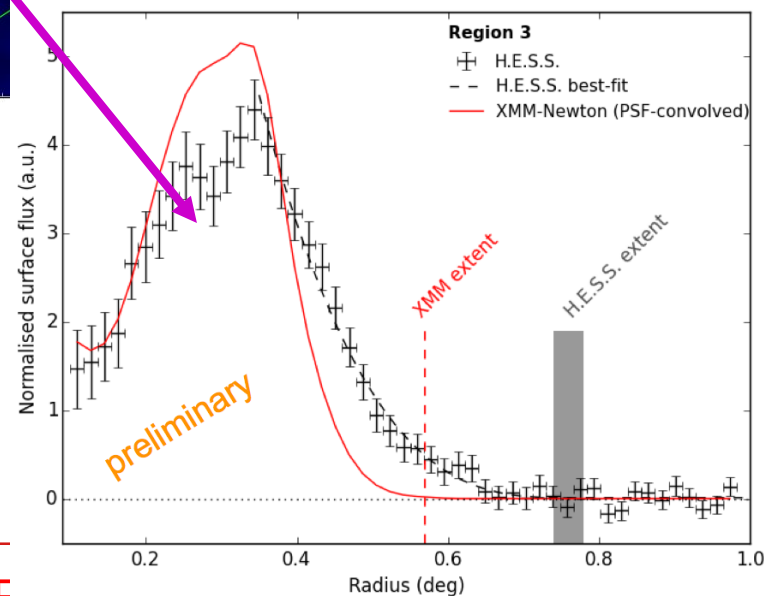 Region 3
H.E.S.S.
H.E.S.S. best-fit
XMM-Newton (PSF-convolved)
Normalised surface flux (a.u.)
5
4
3
2
1
0
XMM extent
H.E.S.S. extent
preliminary
0.2 0.4 0.6 0.8 1.0
Radius (deg)